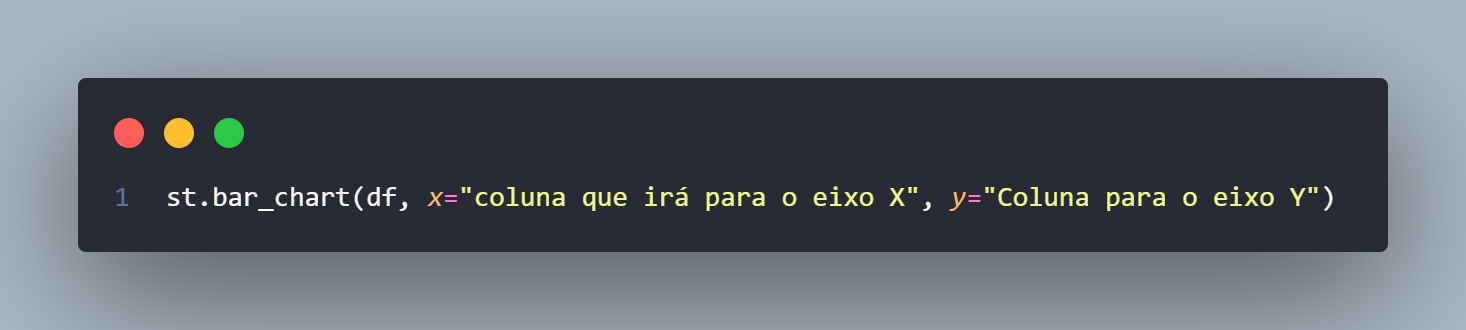 1 st.bar_chart(df, x="coluna que irá para o eixo X", y="Coluna para o eixo Y")